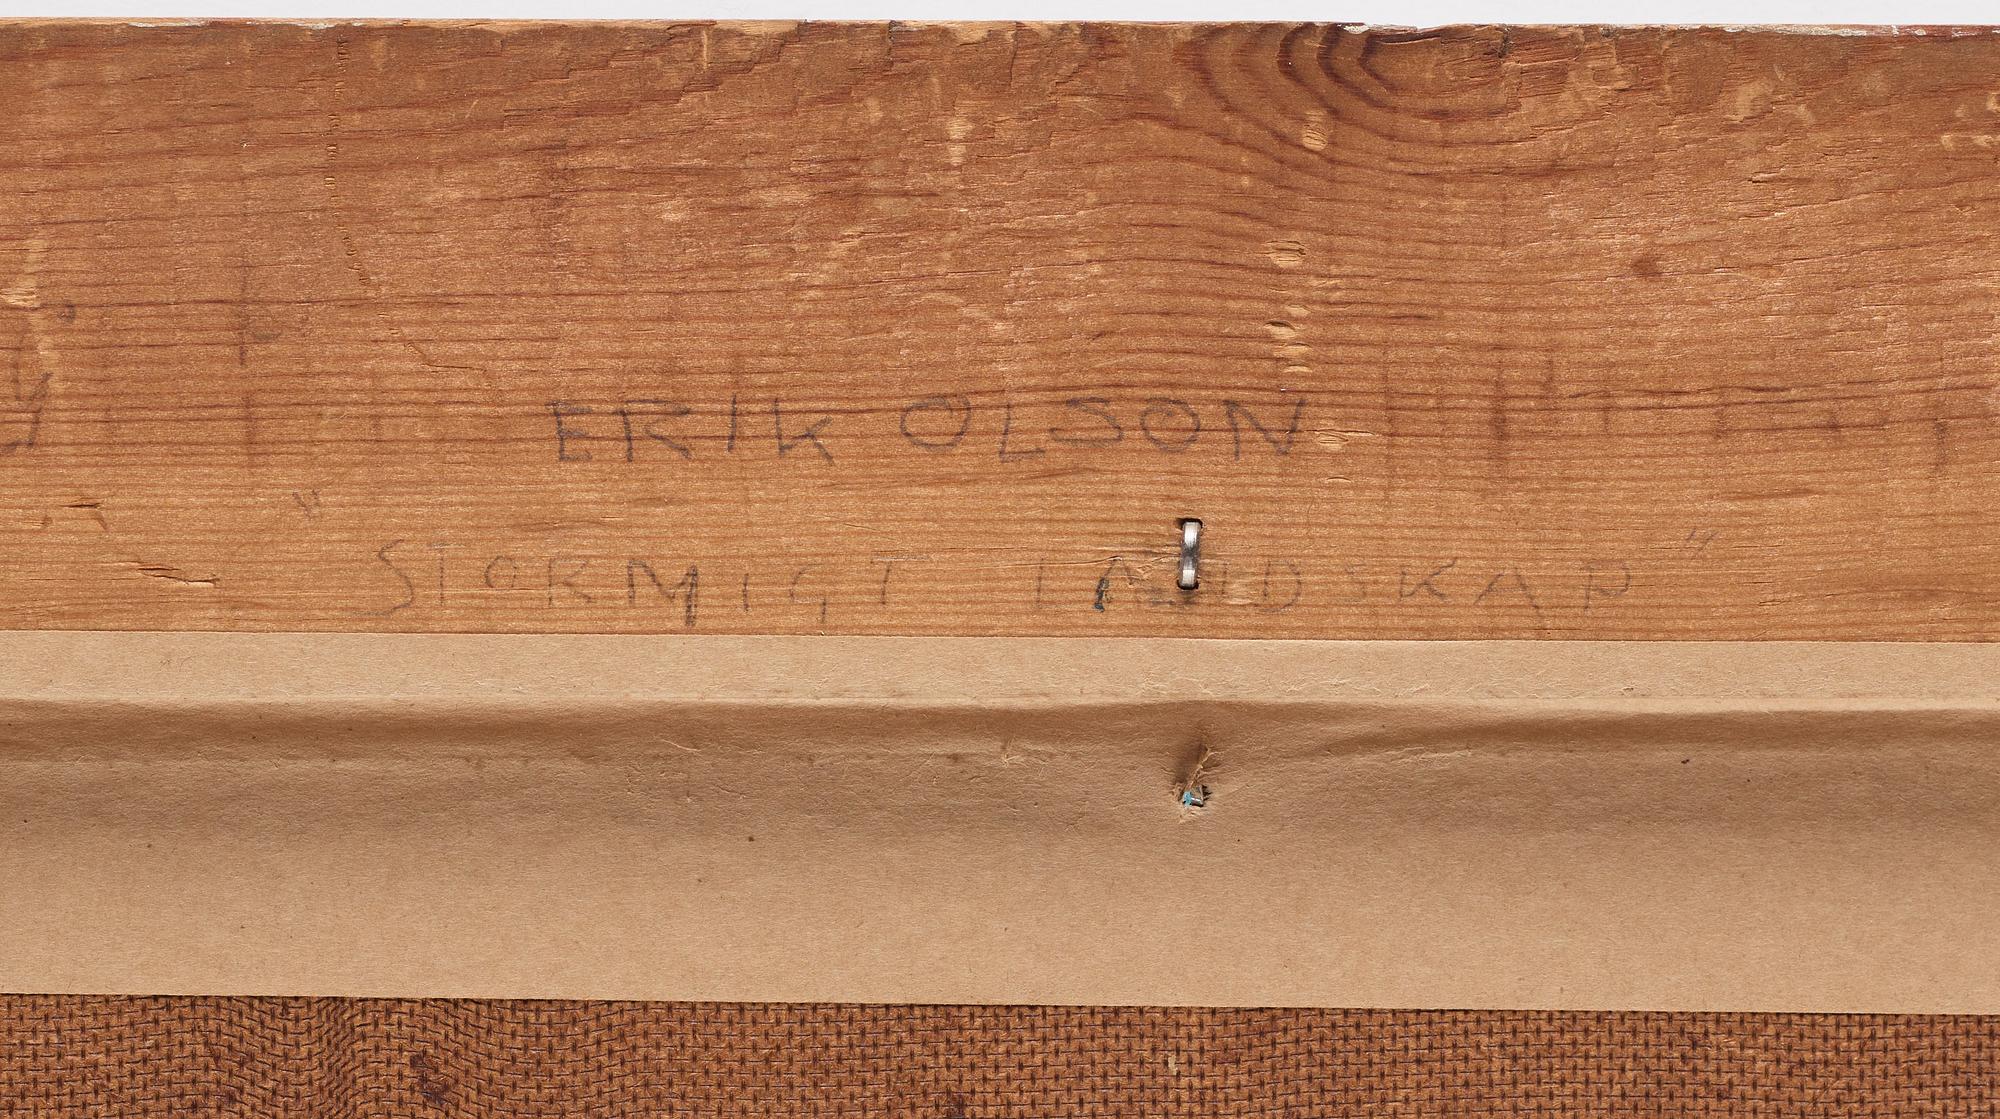 ERIK OLSON
"STORMIGT LANDSKAP"